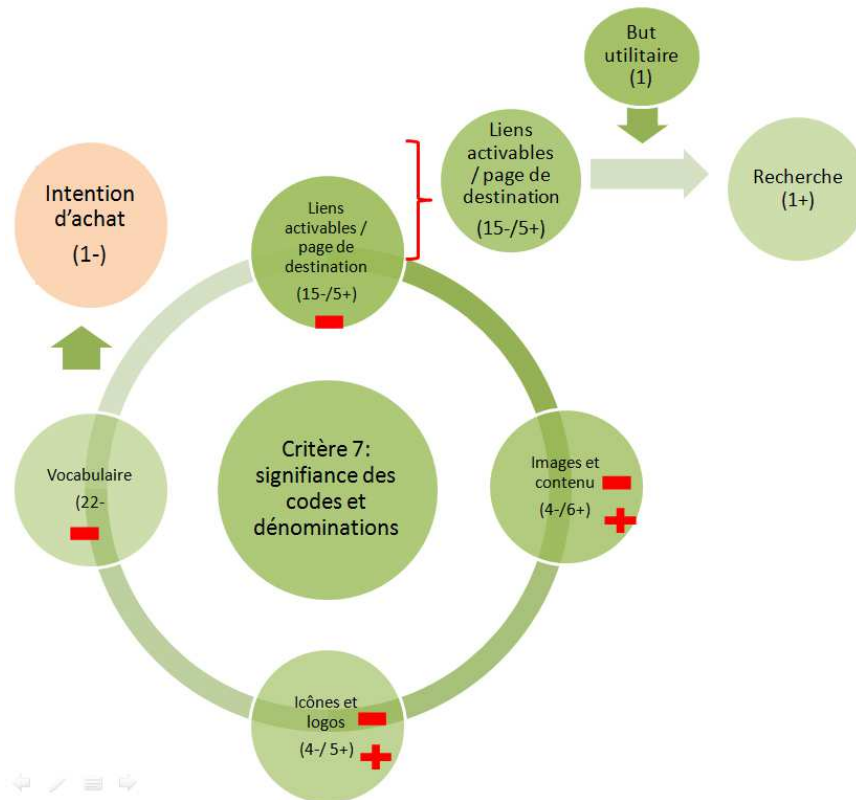 But
utilitaire
(1)
Liens
activables
/ page de
destination
(15-/5+)
Recherche
(1+)
Intention
d'achat
(1-)
Liens
activables /
page de
destination
(15-/5+)
Images et
contenu
(4-/6+)
Critère 7:
signifiance des
codes et
dénominations
Vocabulaire
(22-
Icônes et
logos
(4-/ 5+)